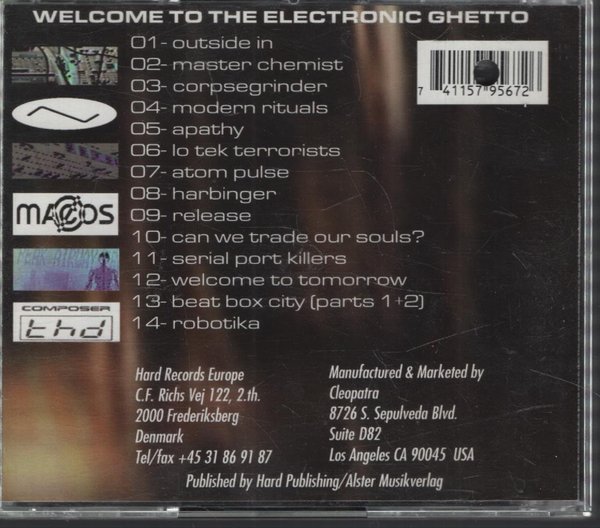 WELCOME TO THE ELECTRONIC GHETTO
01- outside in
02- master chemist
03- corpsegrinder
04- modern rituals
05- apathy
06- lo tek terrorists
07- atom pulse
08- harbinger
09- release
10- can we trade our souls?
11- serial port killers
12- welcome to tomorrow
13- beat box city (parts 1+2)
14- robotika
7 41157 95672
MACOS
COMPOSER
thd
Hard Records Europe
C.F. Richs Vej 122, 2.th.
2000 Frederiksberg
Denmark
Tel/fax +45 31 86 91 87
Manufactured & Marketed by
Cleopatra
8726 S. Sepulveda Blvd.
Suite D82
Los Angeles CA 90045 USA
Published by Hard Publishing/Alster Musikverlag